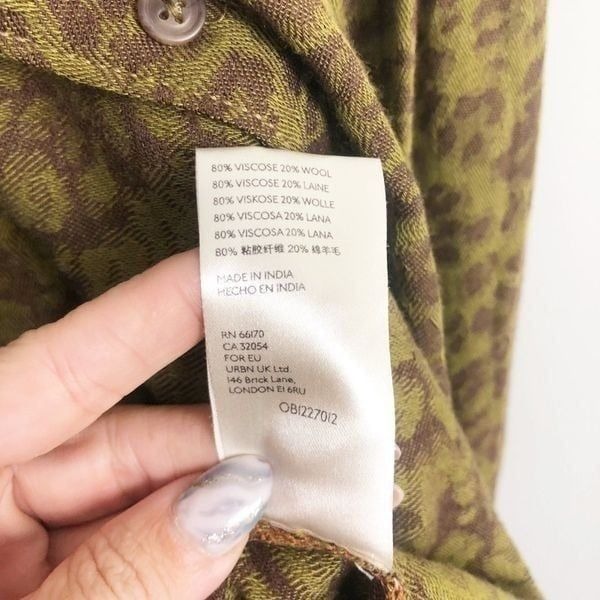 80% VISCOSE 20% WOOL
80% VISCOSE 20% LAINE
80% VISKOSE 20% WOLLE
80% VISCOSA 20% LANA
80% VISCOSA 20% LANA
80% 粘胶纤维 20% 绵羊毛
MADE IN INDIA
HECHO EN INDIA
RN 66170
CA 32054
FOR EU
URBN UK Ltd.
146 Brick Lane,
LONDON E1 6RU
OB1227012